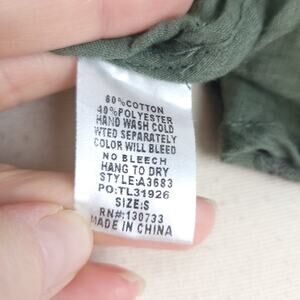 60%COTTON
40%POLYESTER
HAND WASH COLD
WTED SEPARATELY
COLOR WILL BLEED
NO BLEECH
HANG TO DRY
STYLE:A3683
PO:TL31926
SIZE:S
RN#:130733
MADE IN CHINA